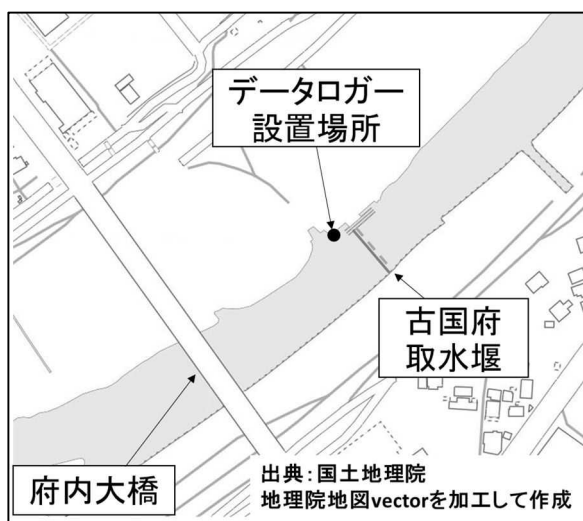 データロガー
設置場所
古国府
取水堰
府内大橋
出典：国土地理院
地理院地図vectorを加工して作成